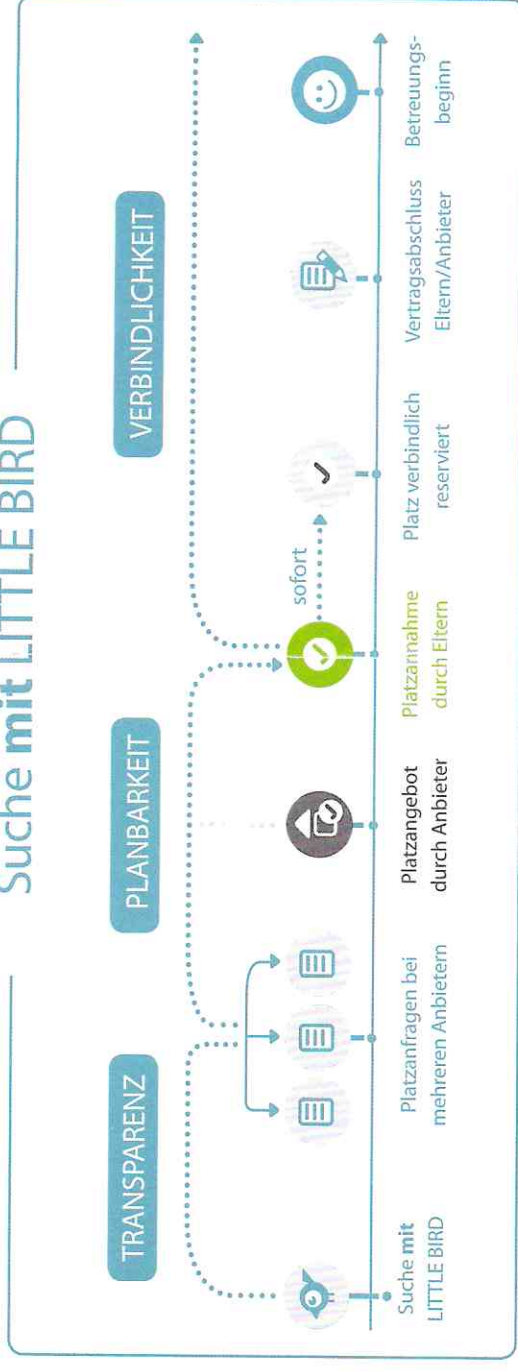 Suche mit LITTLE BIRD
TRANSPARENZ
PLANBARKEIT
VERBINDLICHKEIT
sofort
Suche mit
LITTLE BIRD
Platzanfragen bei
mehreren Anbietern
Platzangebot
durch Anbieter
Platzannahme
durch Eltern
Platz verbindlich
reserviert
Vertragsabschluss
Eltern/Anbieter
Betreuungs-
beginn